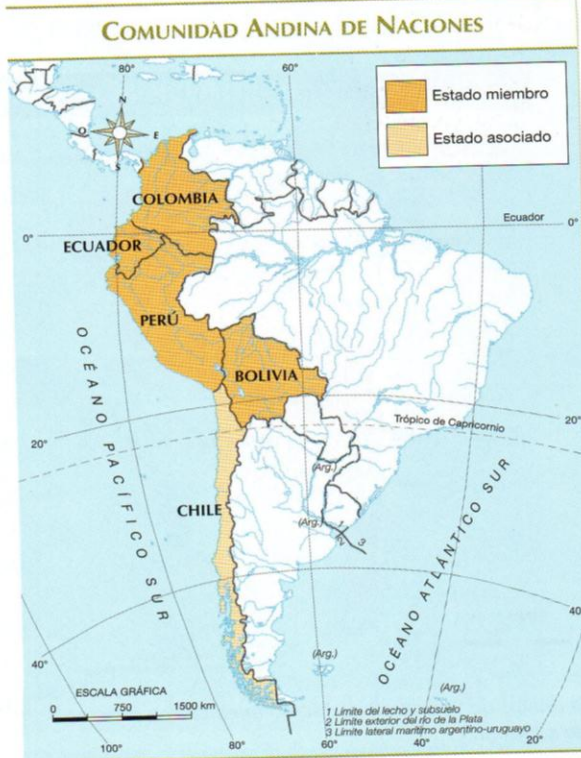 COMUNIDAD ANDINA DE NACIONES
80°
60°
Estado miembro
Estado asociado
N
O
E
S
COLOMBIA
Ecuador
0°
0°
ECUADOR
PERÚ
BOLIVIA
OCÉANO PACÍFICO SUR
Trópico de Capricornio
20°
20°
(Arg.)
CHILE
(Arg.)
1
2
3
OCÉANO ATLÁNTICO SUR
40°
40°
(Arg.)
(Arg.)
ESCALA GRÁFICA
0 750 1500 km
1 Límite del lecho y subsuelo
2 Límite exterior del río de la Plata
3 Límite lateral marítimo argentino-uruguayo
100°
80°
60°
40°
20°